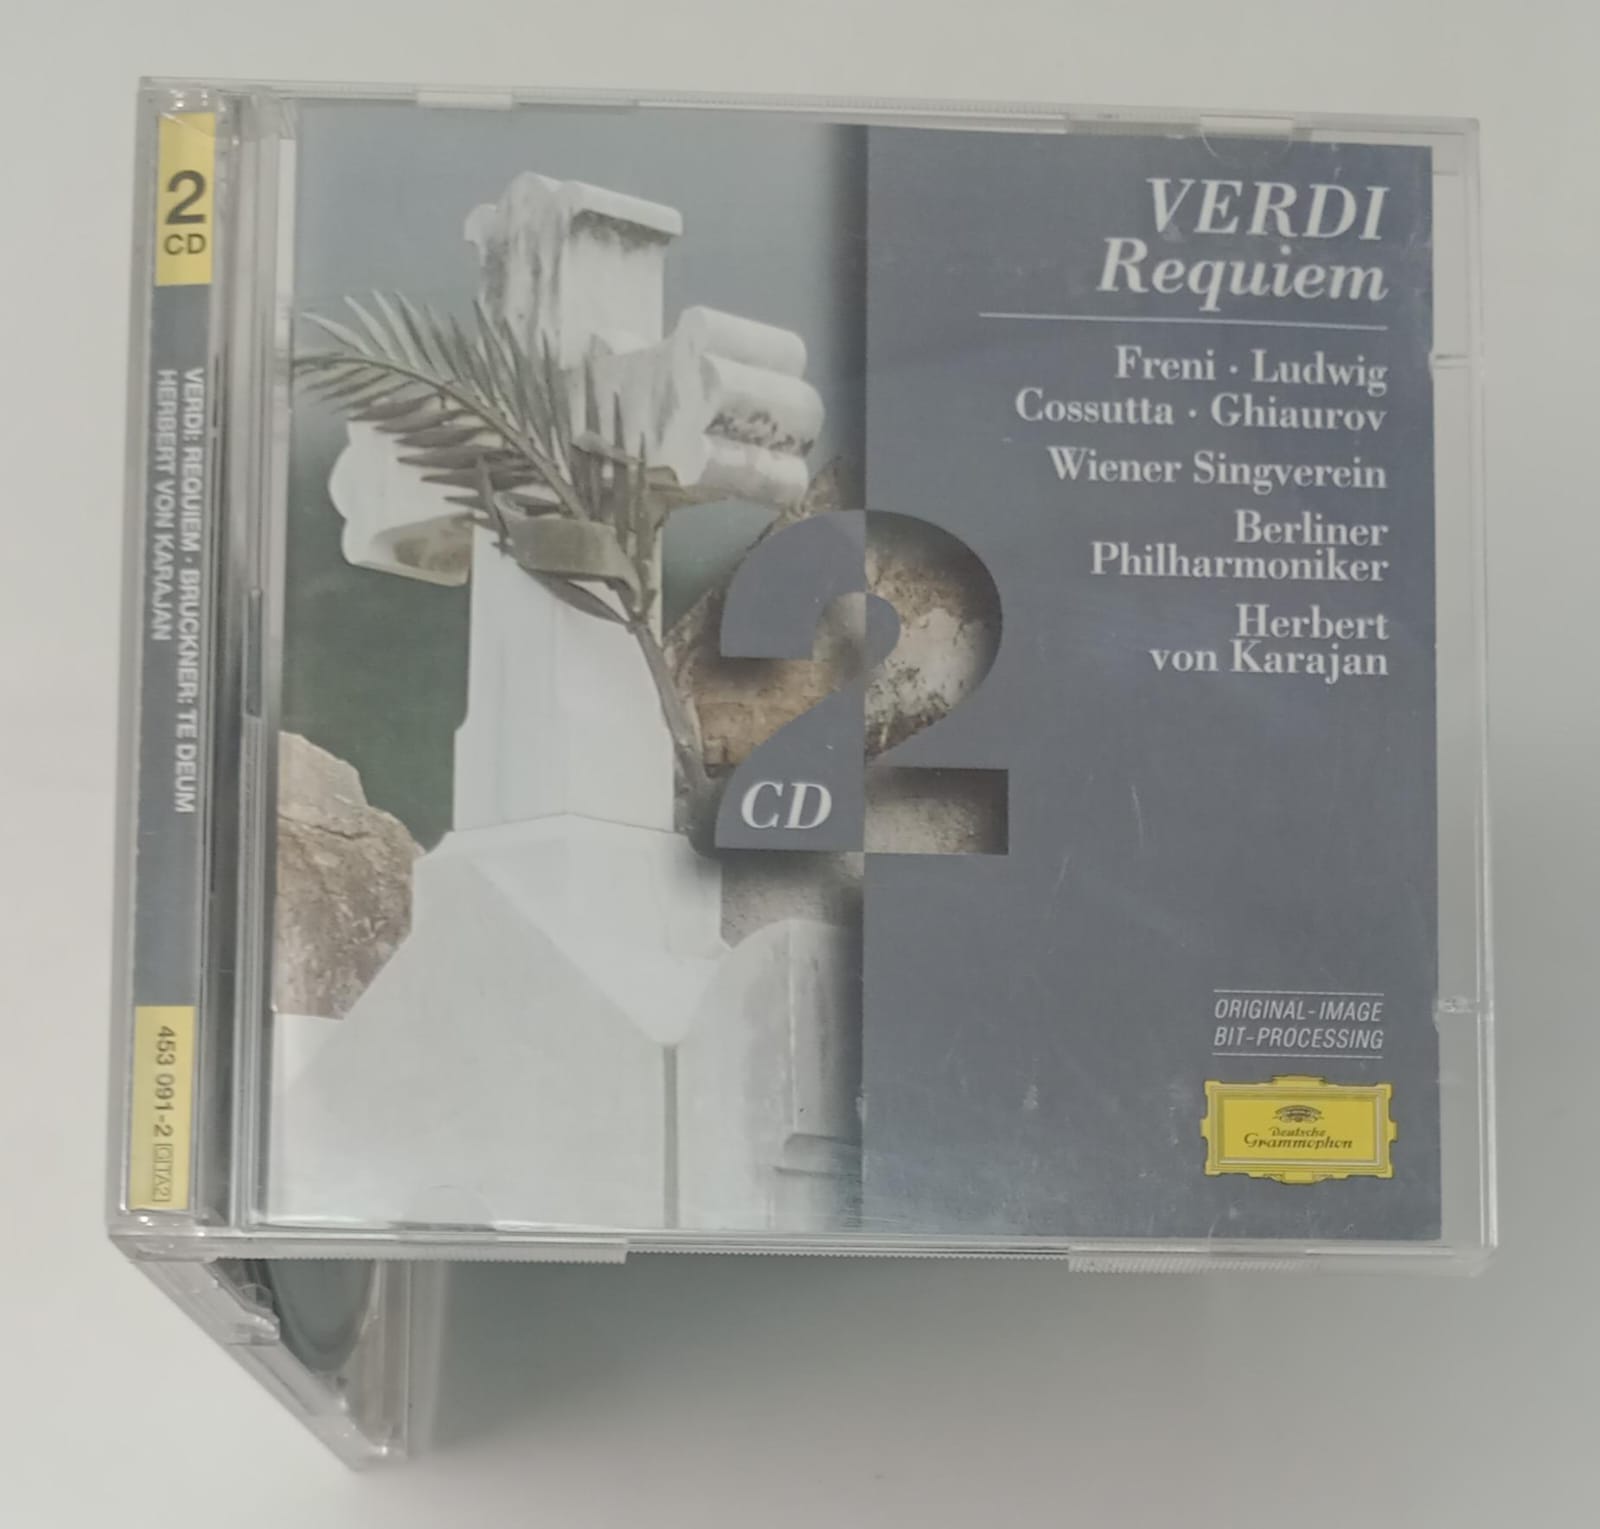 2
CD
VERDI: REQUIEM · BRUCKNER: TE DEUM
HERBERT VON KARAJAN
453 091-2 GTA2
VERDI
Requiem
Freni · Ludwig
Cossutta · Ghiaurov
Wiener Singverein
Berliner
Philharmoniker
Herbert
von Karajan
2
CD
ORIGINAL-IMAGE
BIT-PROCESSING
Deutsche
Grammophon